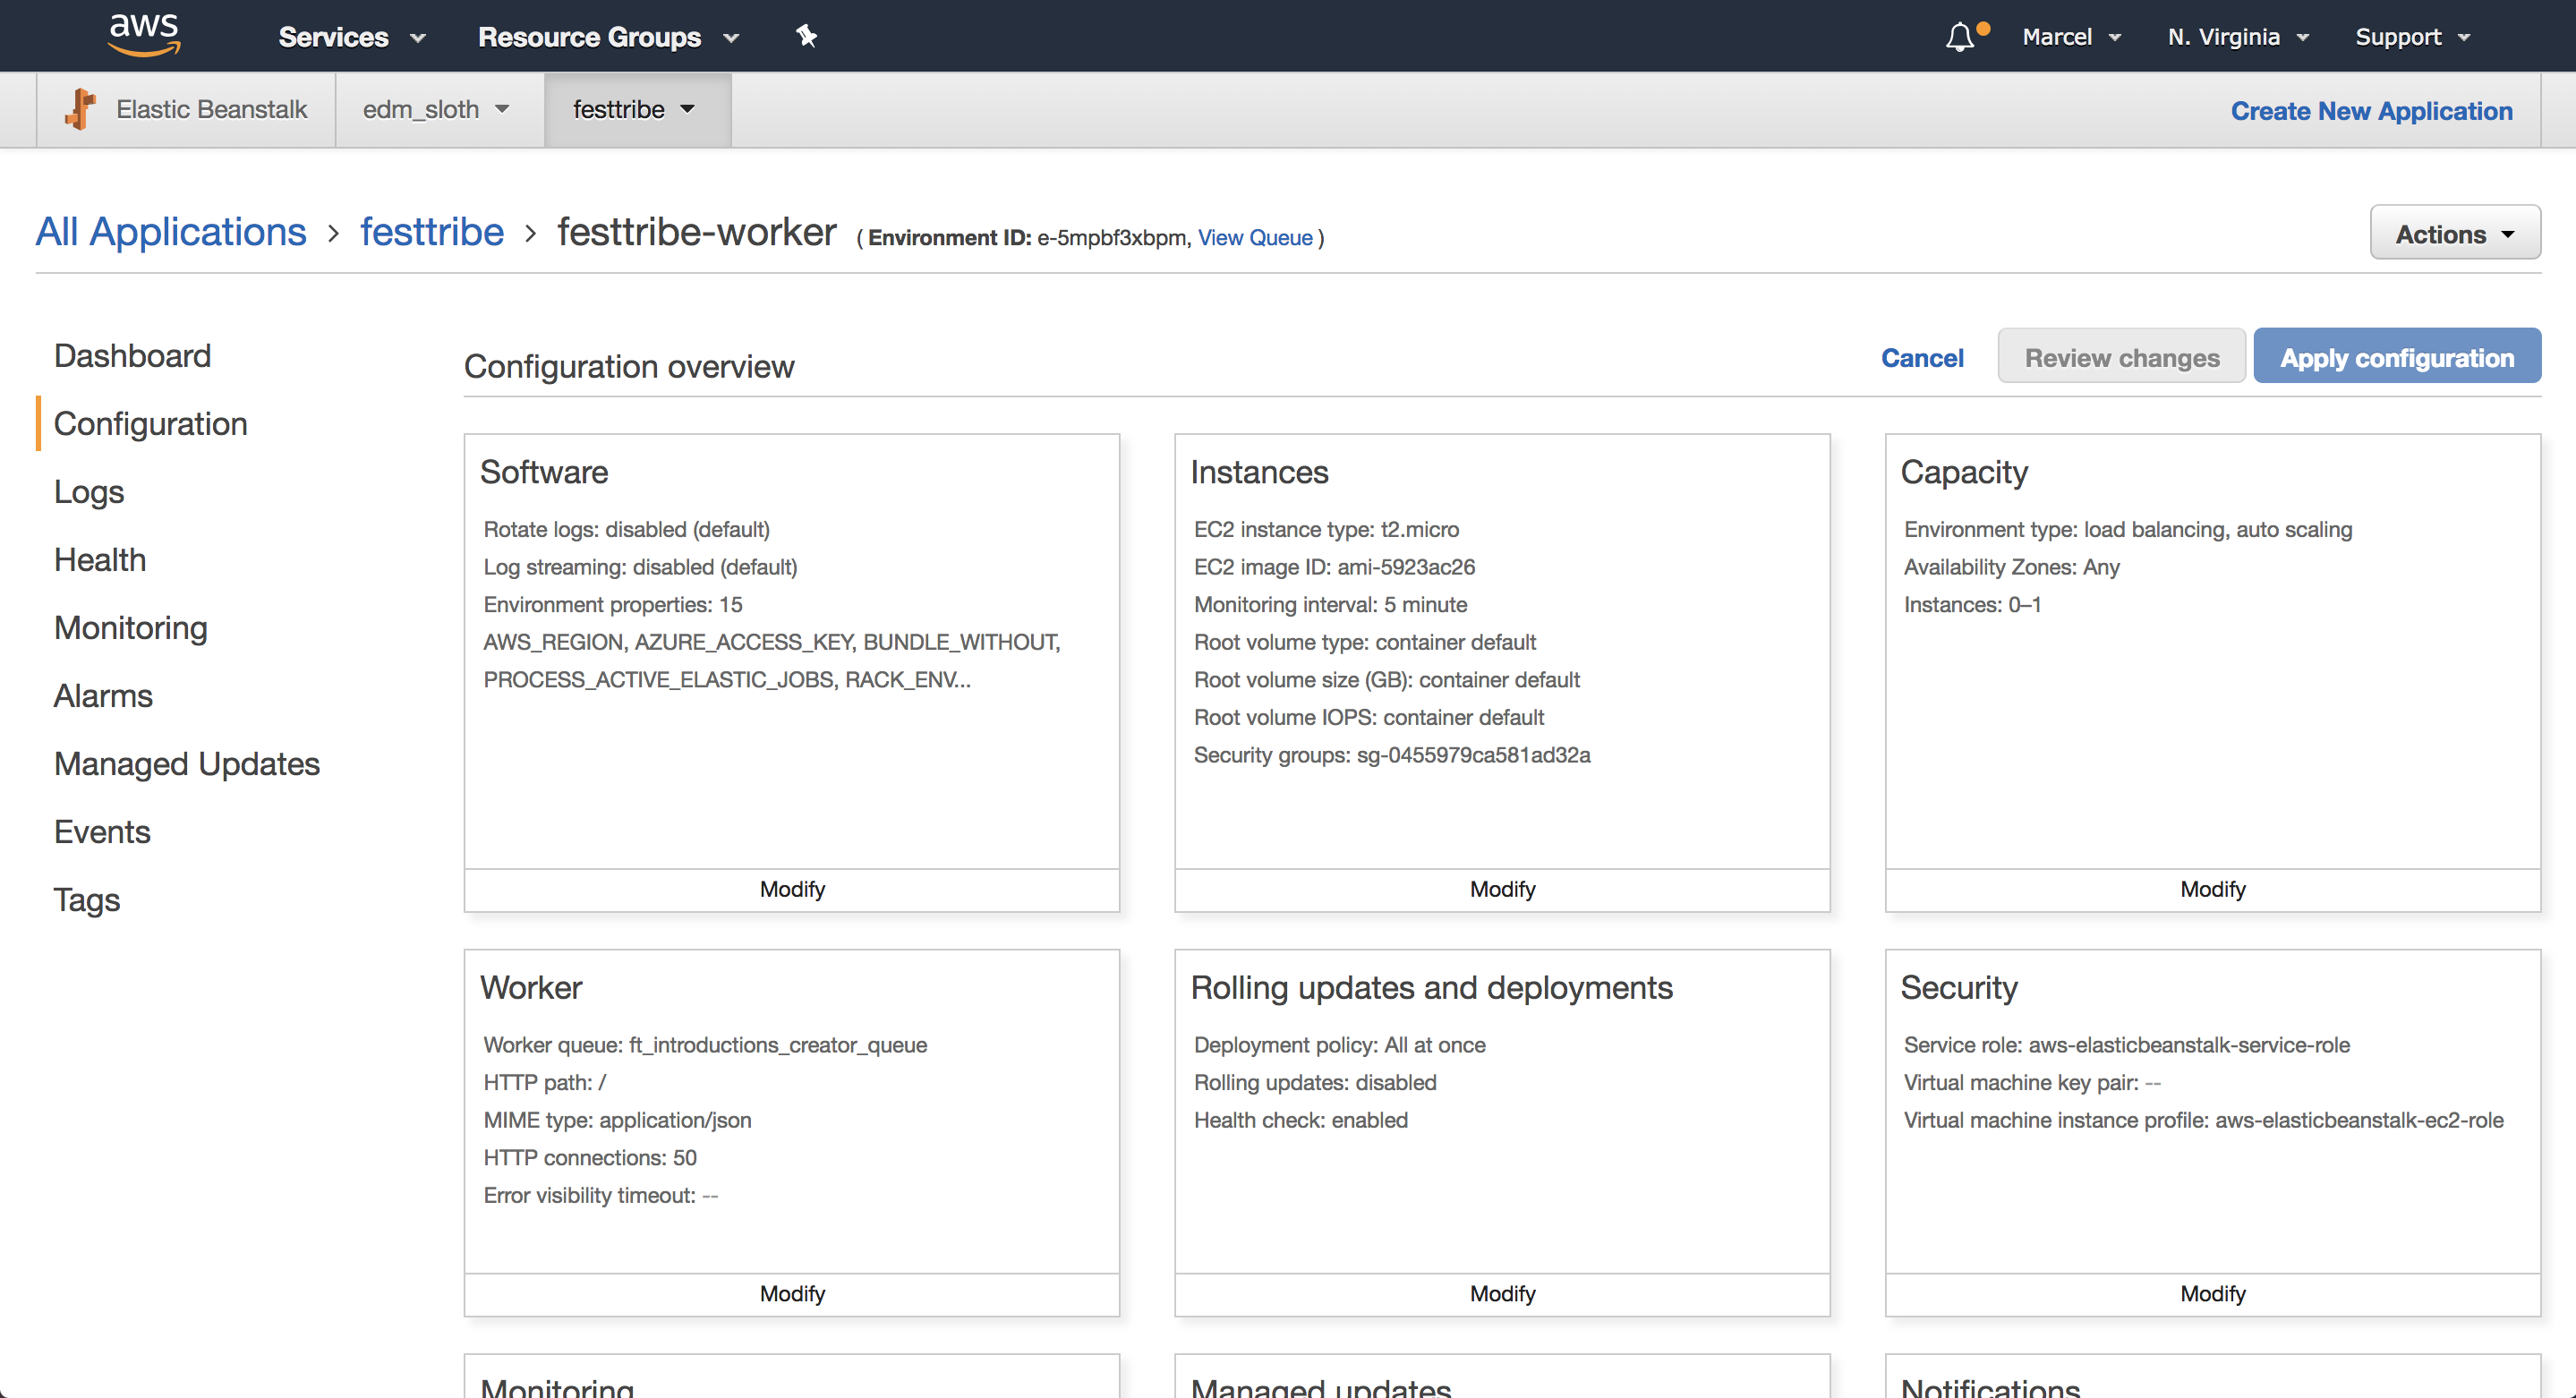 aws
Services
Resource Groups
Marcel
N. Virginia
Support
Elastic Beanstalk
edm_sloth
festtribe
Create New Application
All Applications › festtribe › festtribe-worker ( Environment ID: e-5mpbf3xbpm, View Queue )
Actions
Dashboard
Configuration
Logs
Health
Monitoring
Alarms
Managed Updates
Events
Tags
Configuration overview
Cancel
Review changes
Apply configuration
Software
Rotate logs: disabled (default)
Log streaming: disabled (default)
Environment properties: 15
AWS_REGION, AZURE_ACCESS_KEY, BUNDLE_WITHOUT,
PROCESS_ACTIVE_ELASTIC_JOBS, RACK_ENV...
Modify
Instances
EC2 instance type: t2.micro
EC2 image ID: ami-5923ac26
Monitoring interval: 5 minute
Root volume type: container default
Root volume size (GB): container default
Root volume IOPS: container default
Security groups: sg-0455979ca581ad32a
Modify
Capacity
Environment type: load balancing, auto scaling
Availability Zones: Any
Instances: 0–1
Modify
Worker
Worker queue: ft_introductions_creator_queue
HTTP path: /
MIME type: application/json
HTTP connections: 50
Error visibility timeout: --
Modify
Rolling updates and deployments
Deployment policy: All at once
Rolling updates: disabled
Health check: enabled
Modify
Security
Service role: aws-elasticbeanstalk-service-role
Virtual machine key pair: --
Virtual machine instance profile: aws-elasticbeanstalk-ec2-role
Modify
Monitoring
Managed updates
Notifications